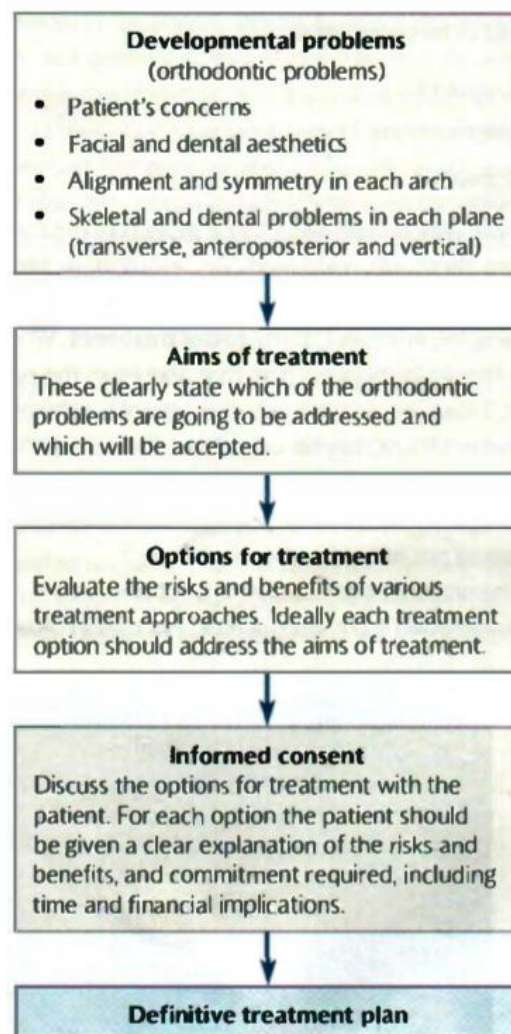 Developmental problems
(orthodontic problems)
• Patient's concerns
• Facial and dental aesthetics
• Alignment and symmetry in each arch
• Skeletal and dental problems in each plane
(transverse, anteroposterior and vertical)
Aims of treatment
These clearly state which of the orthodontic
problems are going to be addressed and
which will be accepted.
Options for treatment
Evaluate the risks and benefits of various
treatment approaches. Ideally each treatment
option should address the aims of treatment.
Informed consent
Discuss the options for treatment with the
patient. For each option the patient should
be given a clear explanation of the risks and
benefits, and commitment required, including
time and financial implications.
Definitive treatment plan